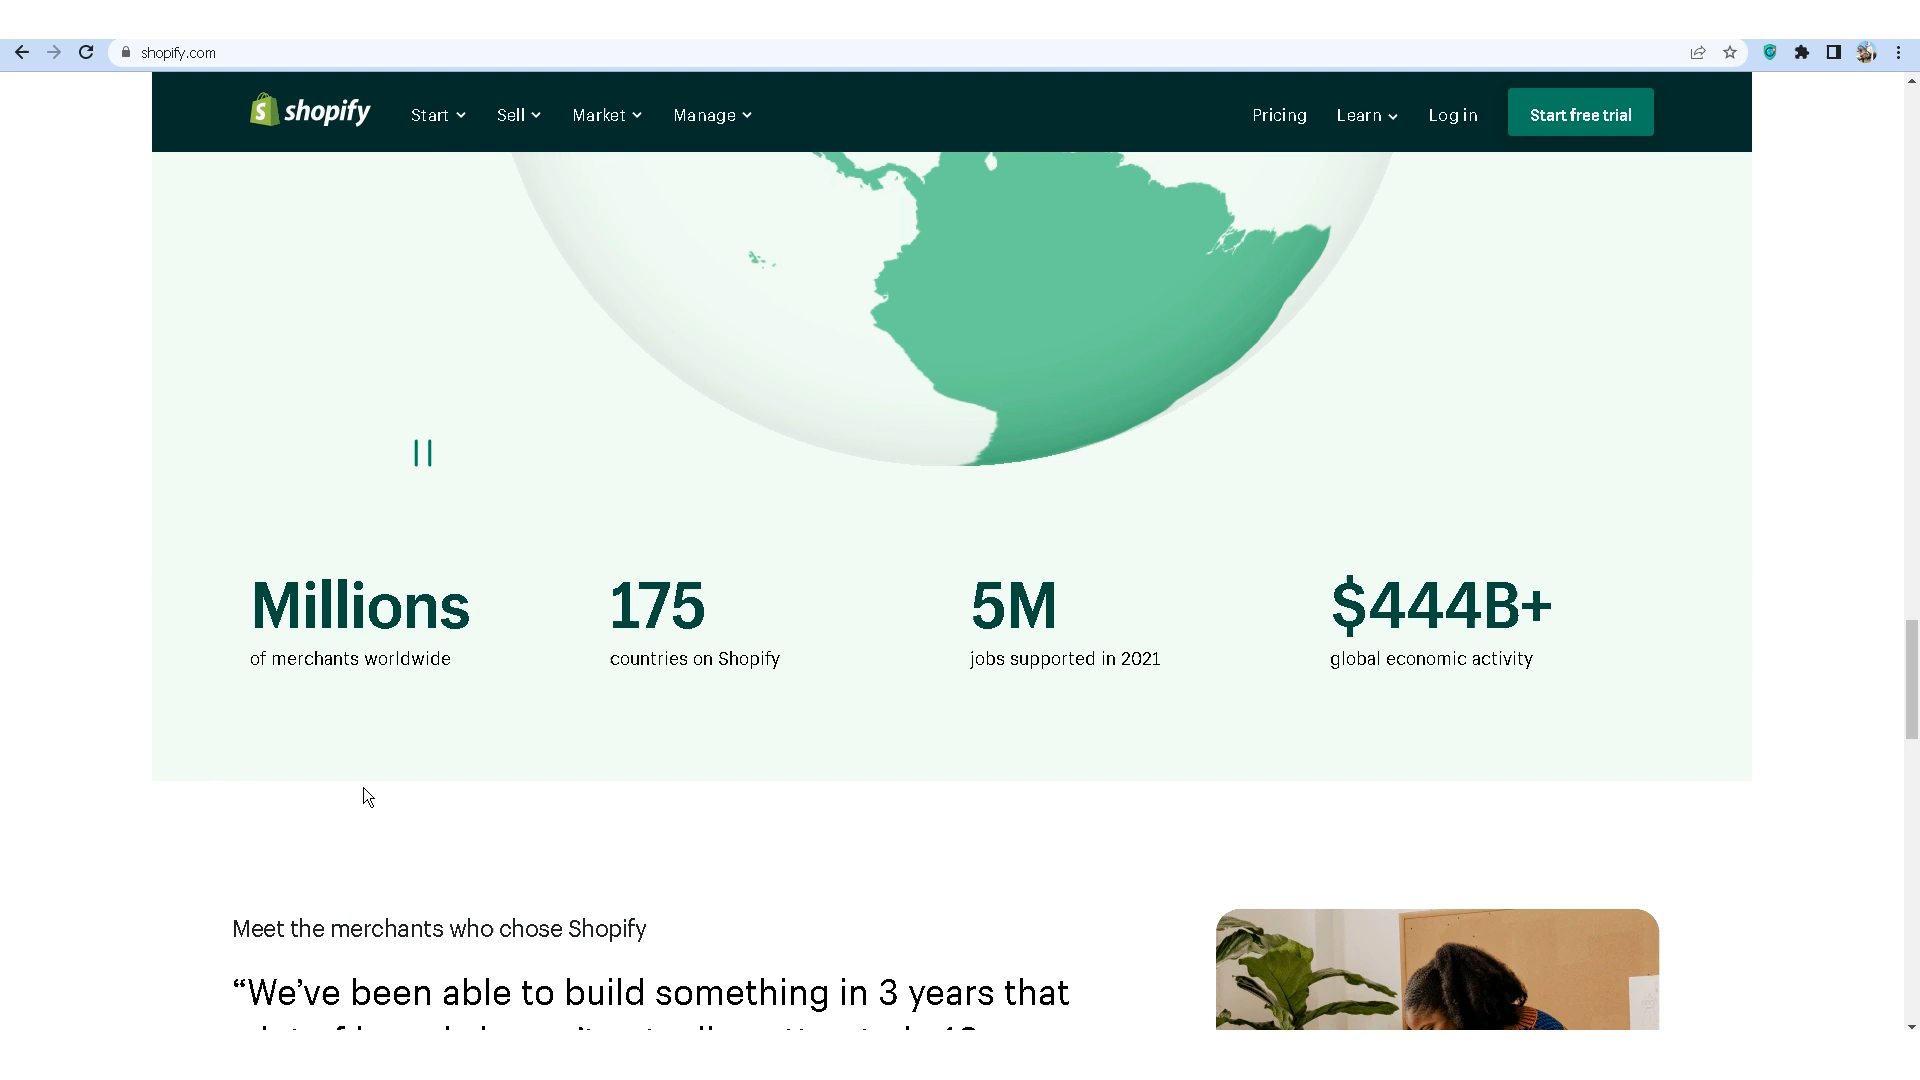 shopify.com
shopify Start Sell Market Manage Pricing Learn Log in Start free trial
Millions 175 5M $444B+
of merchants worldwide countries on Shopify jobs supported in 2021 global economic activity
Meet the merchants who chose Shopify
“We’ve been able to build something in 3 years that